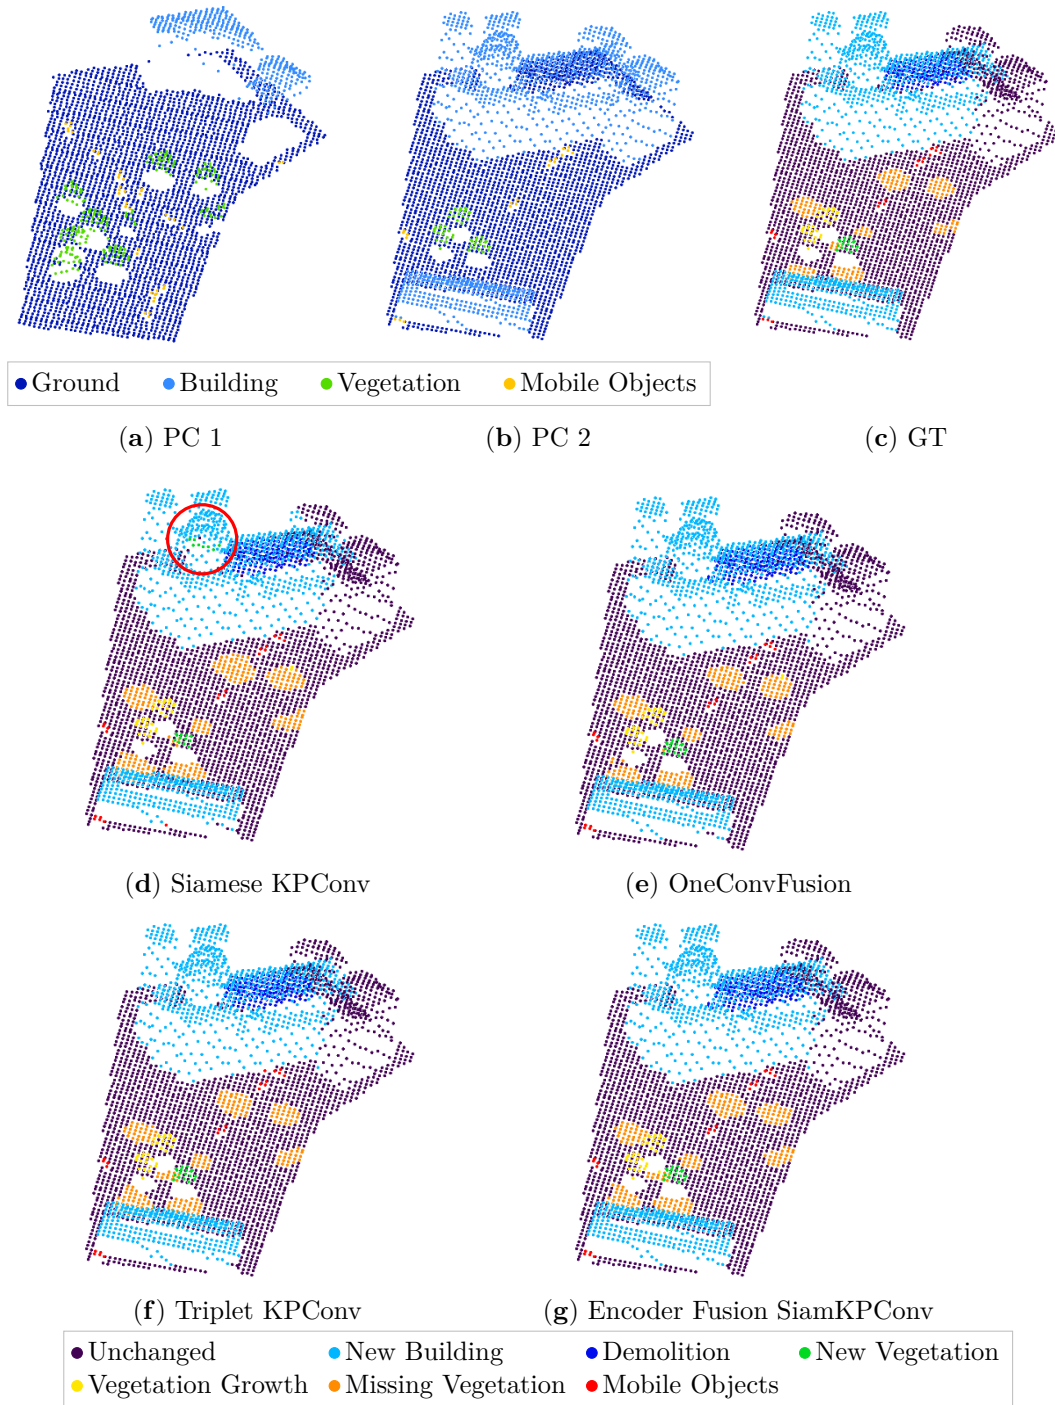 Ground Building Vegetation Mobile Objects
(a) PC 1 (b) PC 2 (c) GT
(d) Siamese KPConv (e) OneConvFusion
(f) Triplet KPConv (g) Encoder Fusion SiamKPConv
Unchanged New Building Demolition New Vegetation
Vegetation Growth Missing Vegetation Mobile Objects